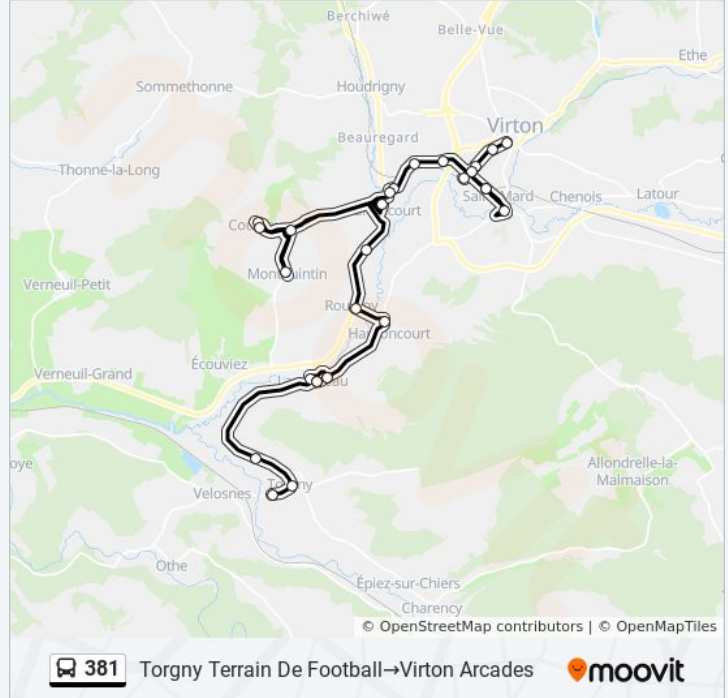 Berchiwé
Belle-Vue
Ethe
Sommethonne
Houdrigny
Virton
Beauregard
Thonne-la-Long
Chenois
Latour
Verneuil-Petit
Écouviez
Verneuil-Grand
Allondrelle-la-
Malmaison
Velosnes
Othe
Épiez-sur-Chiers
Charency
© OpenStreetMap contributors | © OpenMapTiles
381 Torgny Terrain De Football→Virton Arcades moovit